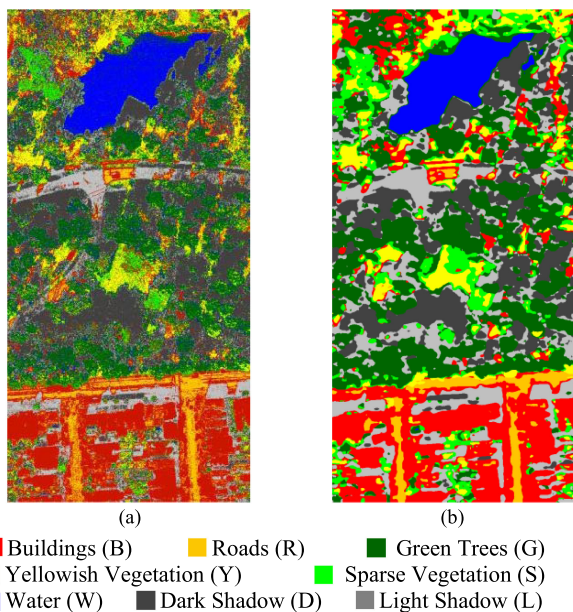 (a) (b)
Buildings (B) Roads (R) Green Trees (G)
Yellowish Vegetation (Y) Sparse Vegetation (S)
Water (W) Dark Shadow (D) Light Shadow (L)